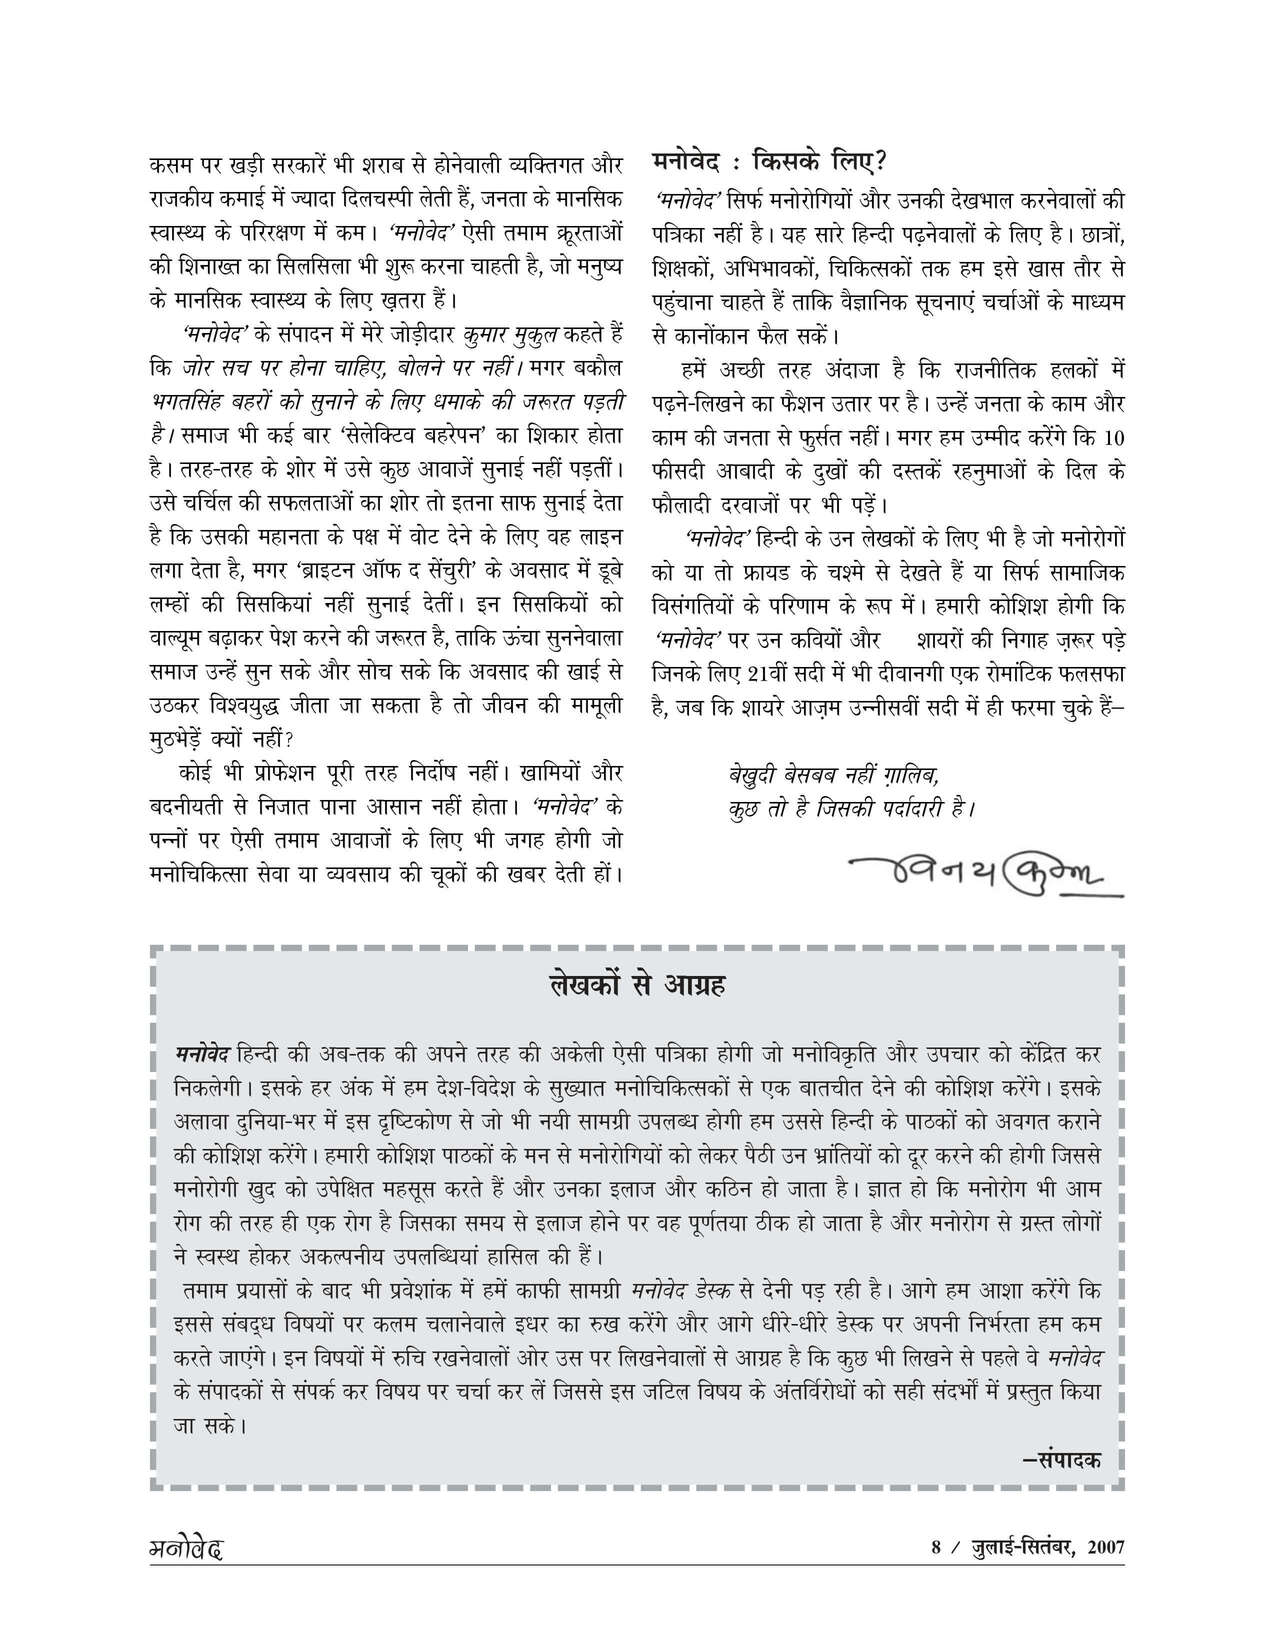 कसम पर खड़ी सरकारें भी शराब से होनेवाली व्यक्तिगत और
राजकीय कमाई में ज्यादा दिलचस्पी लेती हैं, जनता के मानसिक
स्वास्थ्य के परिरक्षण में कम। ‘मनोवेद’ ऐसी तमाम क्रूरताओं
की शिनाख्त का सिलसिला भी शुरू करना चाहती है, जो मनुष्य
के मानसिक स्वास्थ्य के लिए ख़तरा हैं।
‘मनोवेद’ के संपादन में मेरे जोड़ीदार कुमार मुकुल कहते हैं
कि जोर सच पर होना चाहिए, बोलने पर नहीं। मगर बकौल
भगतसिंह बहरों को सुनाने के लिए धमाके की जरूरत पड़ती
है। समाज भी कई बार ‘सेलेक्टिव बहरेपन’ का शिकार होता
है। तरह-तरह के शोर में उसे कुछ आवाजें सुनाई नहीं पड़तीं।
उसे चर्चिल की सफलताओं का शोर तो इतना साफ सुनाई देता
है कि उसकी महानता के पक्ष में वोट देने के लिए वह लाइन
लगा देता है, मगर ‘ब्राइटन ऑफ द सेंचुरी’ के अवसाद में डूबे
लम्हों की सिसकियां नहीं सुनाई देतीं। इन सिसकियों को
वाल्यूम बढ़ाकर पेश करने की जरूरत है, ताकि ऊंचा सुननेवाला
समाज उन्हें सुन सके और सोच सके कि अवसाद की खाई से
उठकर विश्वयुद्ध जीता जा सकता है तो जीवन की मामूली
मुठभेड़ें क्यों नहीं?
कोई भी प्रोफेशन पूरी तरह निर्दोष नहीं। खामियों और
बदनीयती से निजात पाना आसान नहीं होता। ‘मनोवेद’ के
पन्नों पर ऐसी तमाम आवाजों के लिए भी जगह होगी जो
मनोचिकित्सा सेवा या व्यवसाय की चूकों की खबर देती हों।
मनोवेद : किसके लिए?
‘मनोवेद’ सिर्फ मनोरोगियों और उनकी देखभाल करनेवालों की
पत्रिका नहीं है। यह सारे हिन्दी पढ़नेवालों के लिए है। छात्रों,
शिक्षकों, अभिभावकों, चिकित्सकों तक हम इसे खास तौर से
पहुंचाना चाहते हैं ताकि वैज्ञानिक सूचनाएं चर्चाओं के माध्यम
से कानोंकान फैल सकें।
हमें अच्छी तरह अंदाजा है कि राजनीतिक हलकों में
पढ़ने-लिखने का फैशन उतार पर है। उन्हें जनता के काम और
काम की जनता से फुर्सत नहीं। मगर हम उम्मीद करेंगे कि 10
फीसदी आबादी के दुखों की दस्तकें रहनुमाओं के दिल के
फौलादी दरवाजों पर भी पड़ें।
‘मनोवेद’ हिन्दी के उन लेखकों के लिए भी है जो मनोरोगों
को या तो फ्रायड के चश्मे से देखते हैं या सिर्फ सामाजिक
विसंगतियों के परिणाम के रूप में। हमारी कोशिश होगी कि
‘मनोवेद’ पर उन कवियों और शायरों की निगाह ज़रूर पड़े
जिनके लिए 21वीं सदी में भी दीवानगी एक रोमांटिक फलसफा
है, जब कि शायरे आज़म उन्नीसवीं सदी में ही फरमा चुके हैं–
बेखुदी बेसबब नहीं ग़ालिब,
कुछ तो है जिसकी पर्दादारी है।
विनय कुमार
लेखकों से आग्रह
मनोवेद हिन्दी की अब-तक की अपने तरह की अकेली ऐसी पत्रिका होगी जो मनोविकृति और उपचार को केंद्रित कर
निकलेगी। इसके हर अंक में हम देश-विदेश के सुख्यात मनोचिकित्सकों से एक बातचीत देने की कोशिश करेंगे। इसके
अलावा दुनिया-भर में इस दृष्टिकोण से जो भी नयी सामग्री उपलब्ध होगी हम उससे हिन्दी के पाठकों को अवगत कराने
की कोशिश करेंगे। हमारी कोशिश पाठकों के मन से मनोरोगियों को लेकर पैठी उन भ्रांतियों को दूर करने की होगी जिससे
मनोरोगी खुद को उपेक्षित महसूस करते हैं और उनका इलाज और कठिन हो जाता है। ज्ञात हो कि मनोरोग भी आम
रोग की तरह ही एक रोग है जिसका समय से इलाज होने पर वह पूर्णतया ठीक हो जाता है और मनोरोग से ग्रस्त लोगों
ने स्वस्थ होकर अकल्पनीय उपलब्धियां हासिल की हैं।
तमाम प्रयासों के बाद भी प्रवेशांक में हमें काफी सामग्री मनोवेद डेस्क से देनी पड़ रही है। आगे हम आशा करेंगे कि
इससे संबद्ध विषयों पर कलम चलानेवाले इधर का रुख करेंगे और आगे धीरे-धीरे डेस्क पर अपनी निर्भरता हम कम
करते जाएंगे। इन विषयों में रुचि रखनेवालों ओर उस पर लिखनेवालों से आग्रह है कि कुछ भी लिखने से पहले वे मनोवेद
के संपादकों से संपर्क कर विषय पर चर्चा कर लें जिससे इस जटिल विषय के अंतर्विरोधों को सही संदर्भों में प्रस्तुत किया
जा सके।
–संपादक
मनोवेद
8 / जुलाई-सितंबर, 2007